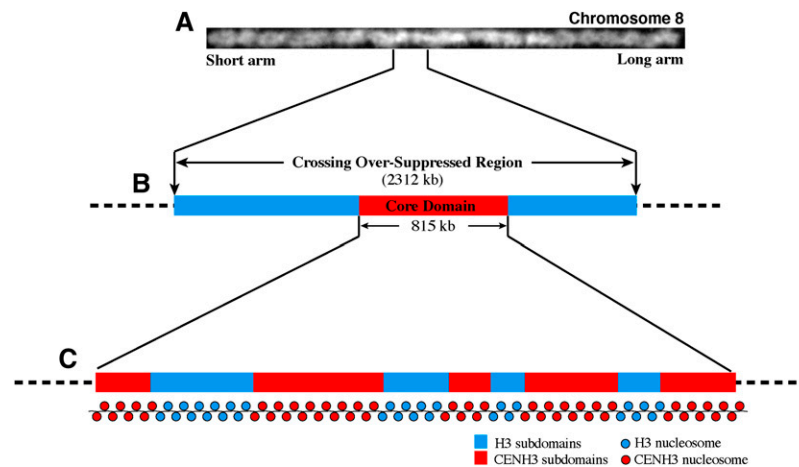 A
Chromosome 8
Short arm
Long arm
Crossing Over-Suppressed Region
(2312 kb)
B
Core Domain
815 kb
C
H3 subdomains
H3 nucleosome
CENH3 subdomains
CENH3 nucleosome